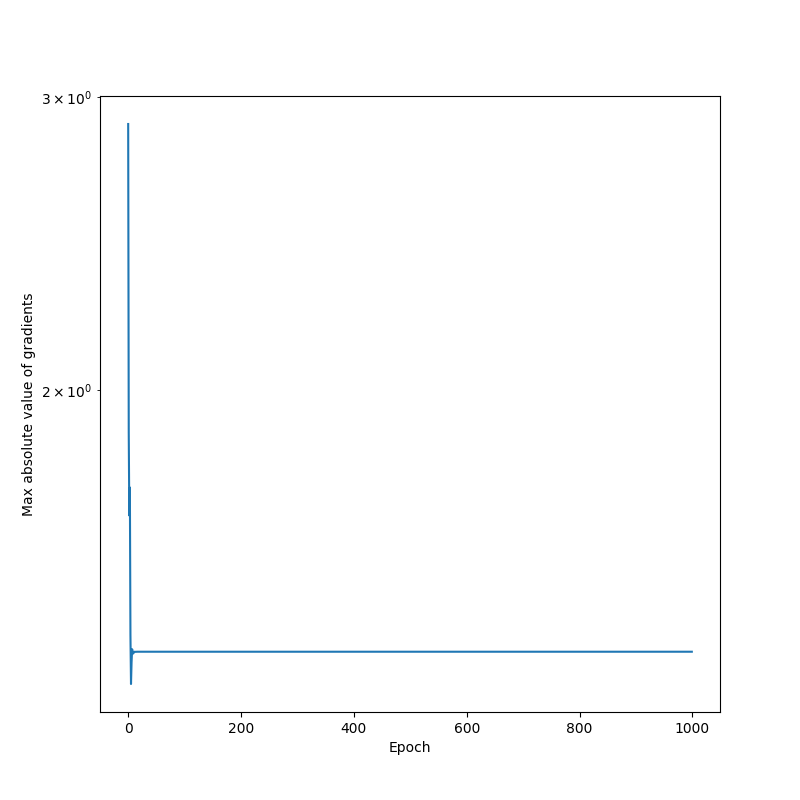 3 × 10⁰
2 × 10⁰
Max absolute value of gradients
0 200 400 600 800 1000
Epoch